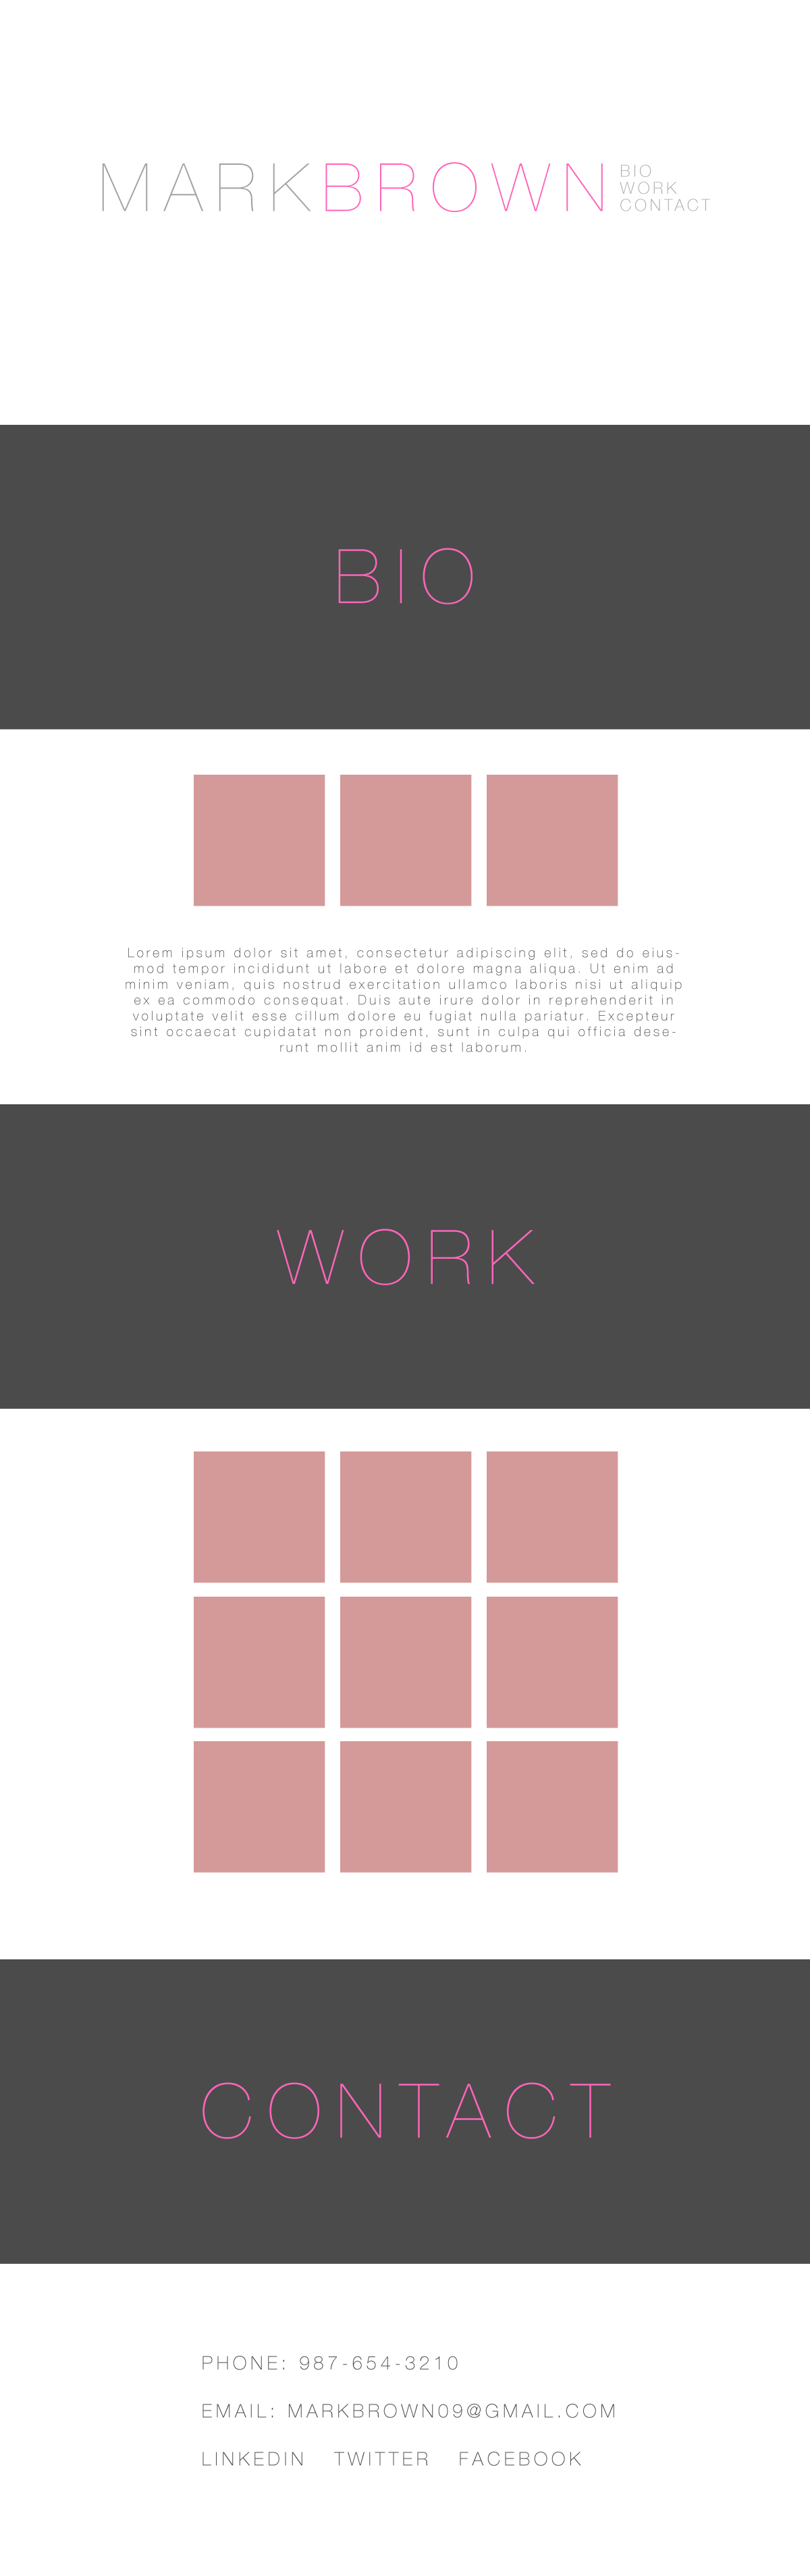 MARKBROWN
BIO
WORK
CONTACT
BIO
Lorem ipsum dolor sit amet, consectetur adipiscing elit, sed do eius-
mod tempor incididunt ut labore et dolore magna aliqua. Ut enim ad
minim veniam, quis nostrud exercitation ullamco laboris nisi ut aliquip
ex ea commodo consequat. Duis aute irure dolor in reprehenderit in
voluptate velit esse cillum dolore eu fugiat nulla pariatur. Excepteur
sint occaecat cupidatat non proident, sunt in culpa qui officia dese-
runt mollit anim id est laborum.
WORK
CONTACT
PHONE: 987-654-3210
EMAIL: MARKBROWN09@GMAIL.COM
LINKEDIN TWITTER FACEBOOK